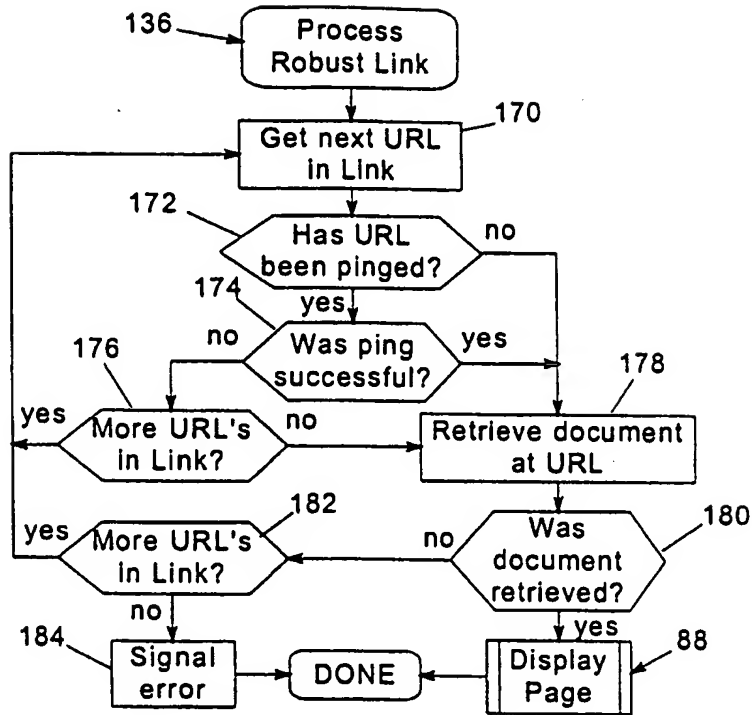 136
Process
Robust Link
170
Get next URL
in Link
172
Has URL
been pinged?
no
yes
174
Was ping
successful?
no
yes
176
More URL's
in Link?
yes
no
178
Retrieve document
at URL
180
Was
document
retrieved?
no
yes
182
More URL's
in Link?
yes
no
184
Signal
error
DONE
Display
Page
88